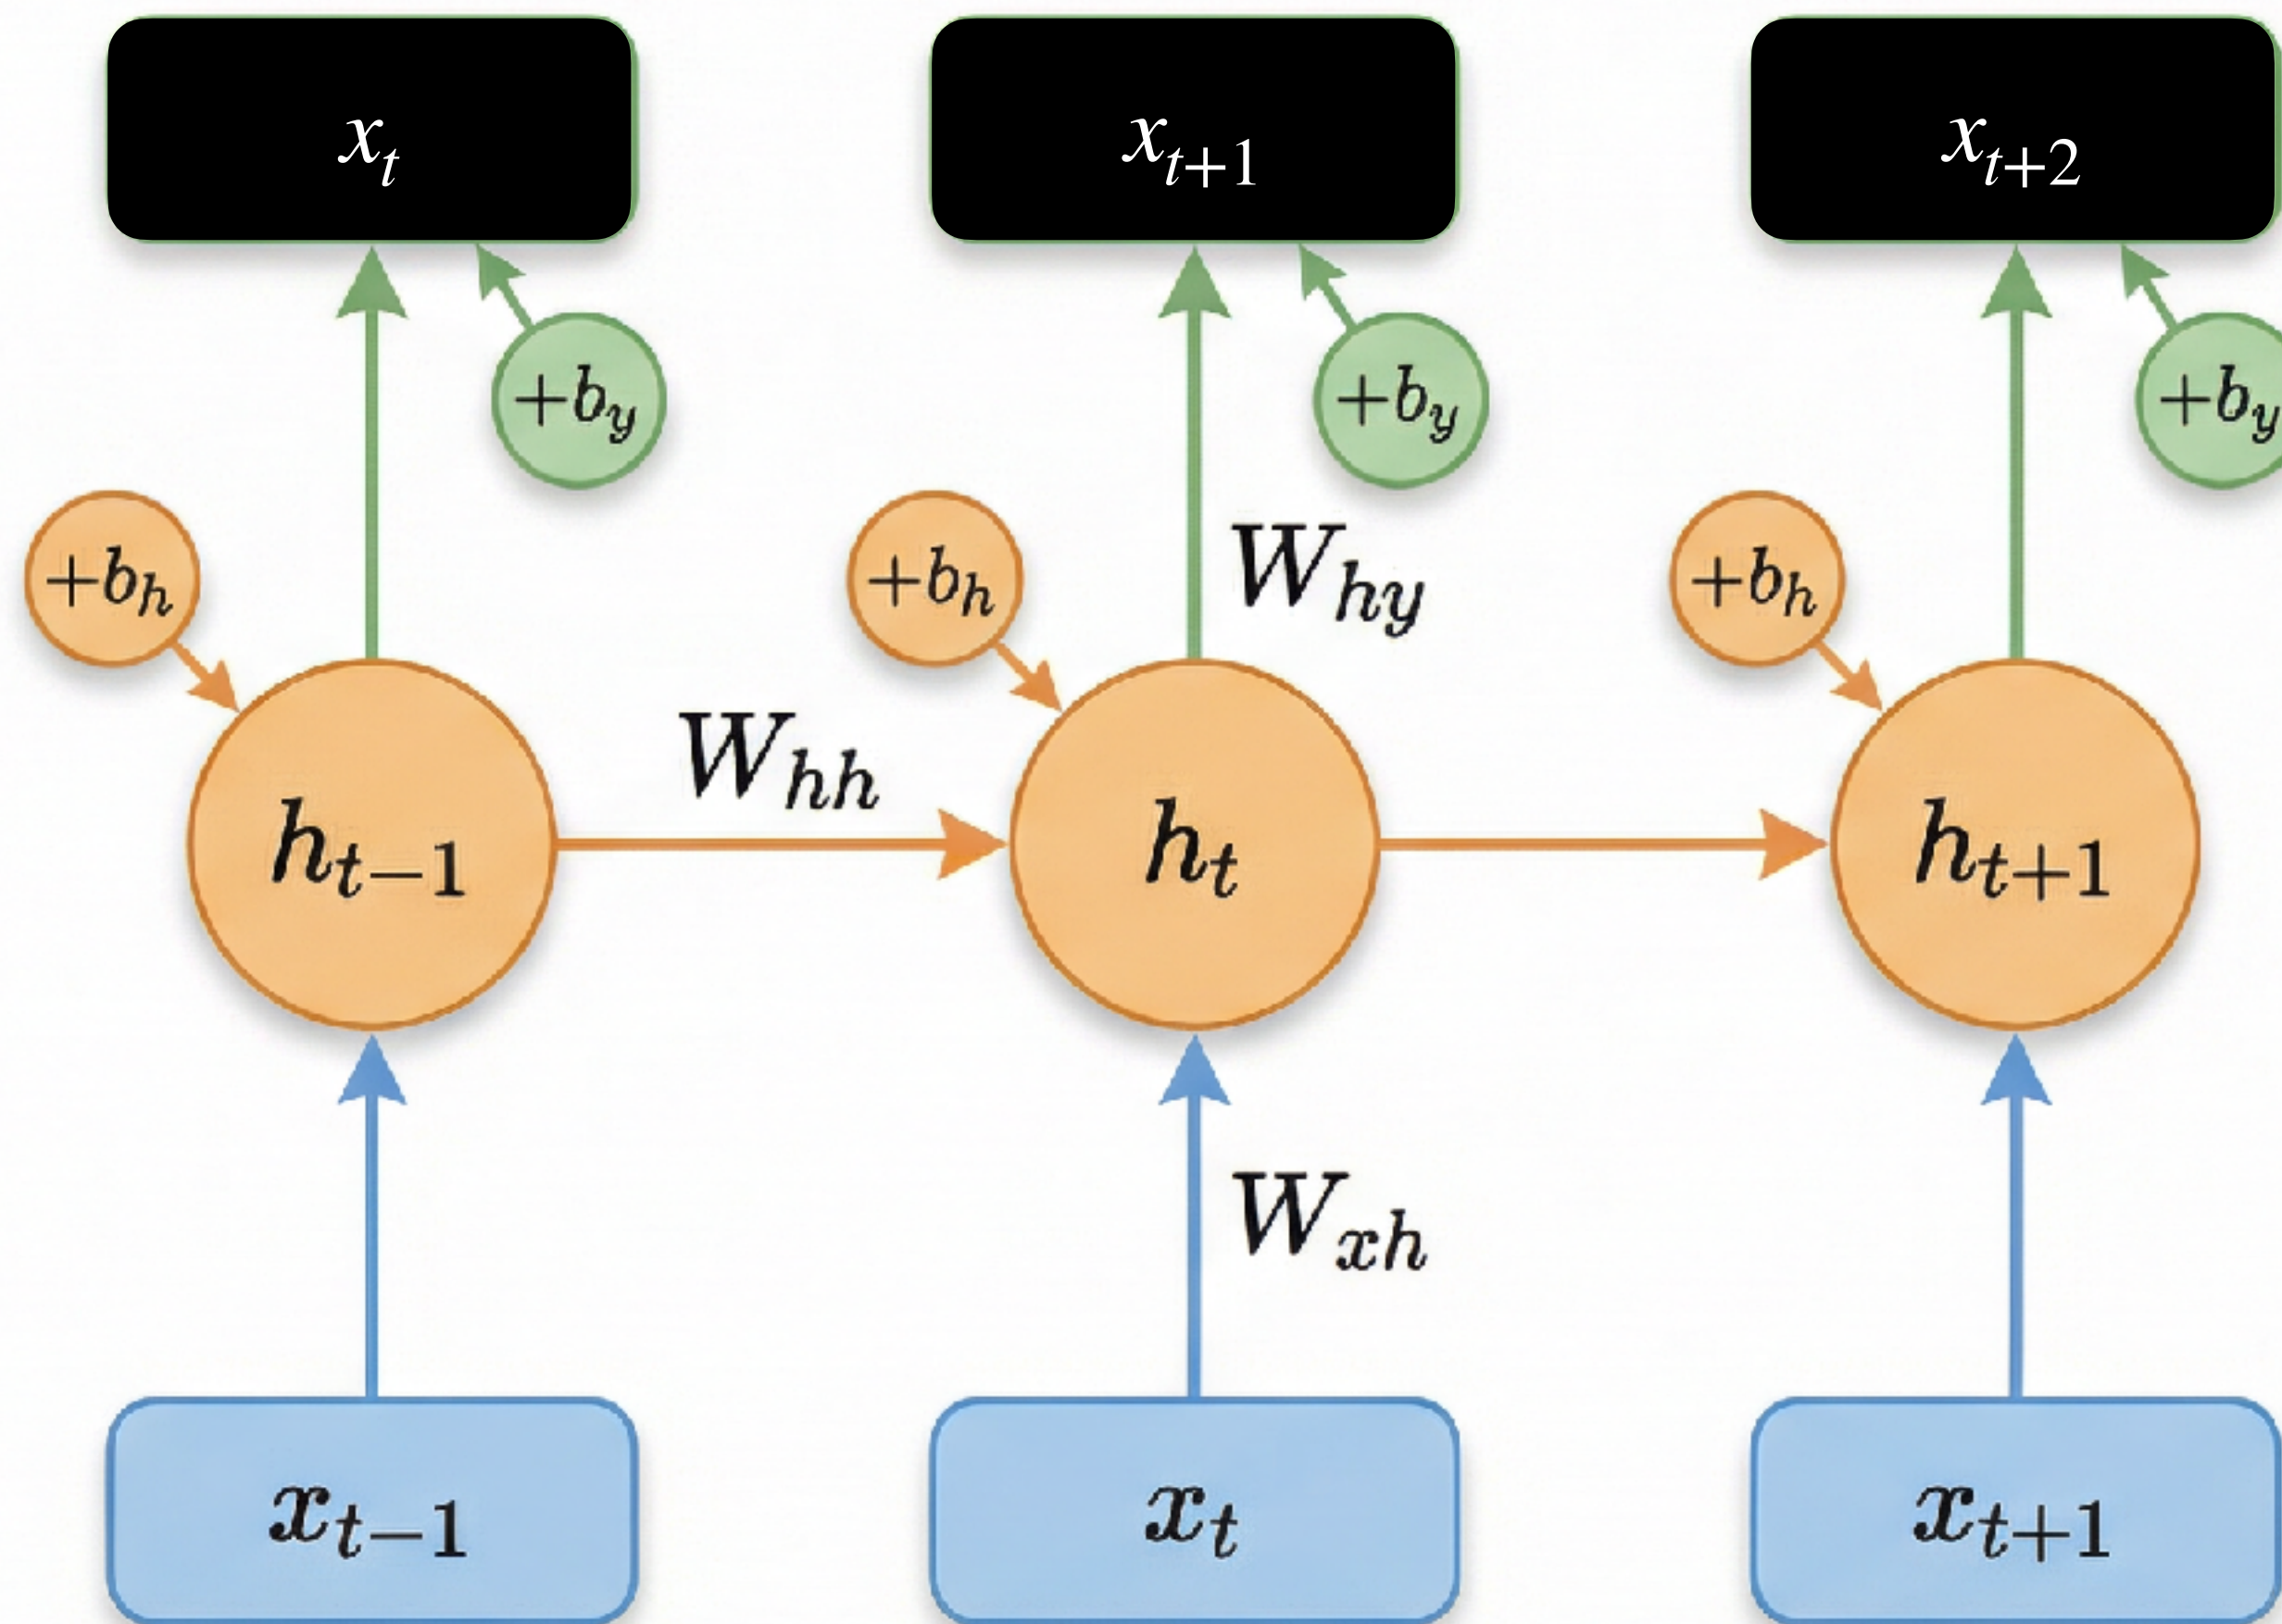 x_t x_{t+1} x_{t+2}
+b_y +b_y +b_y
+b_h +b_h W_{hy} +b_h
W_{hh}
h_{t-1} h_t h_{t+1}
W_{xh}
x_{t-1} x_t x_{t+1}